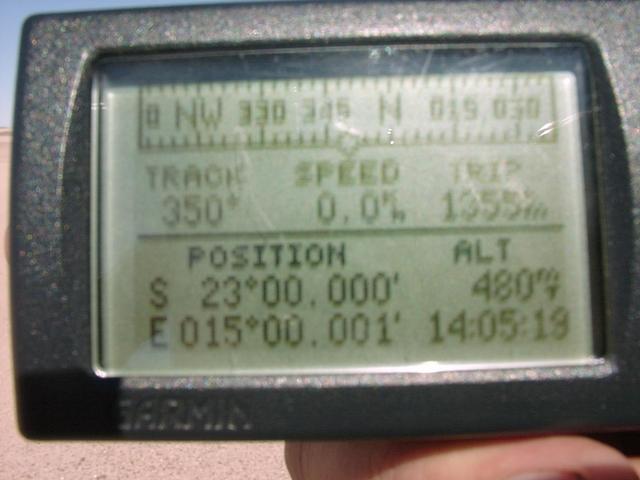 0 NW 330 345 N 015 030
TRACK SPEED TRIP
350° 0.0 1355
POSITION ALT
S 23°00.000' 480
E 015°00.001' 14:05:19
GARMIN